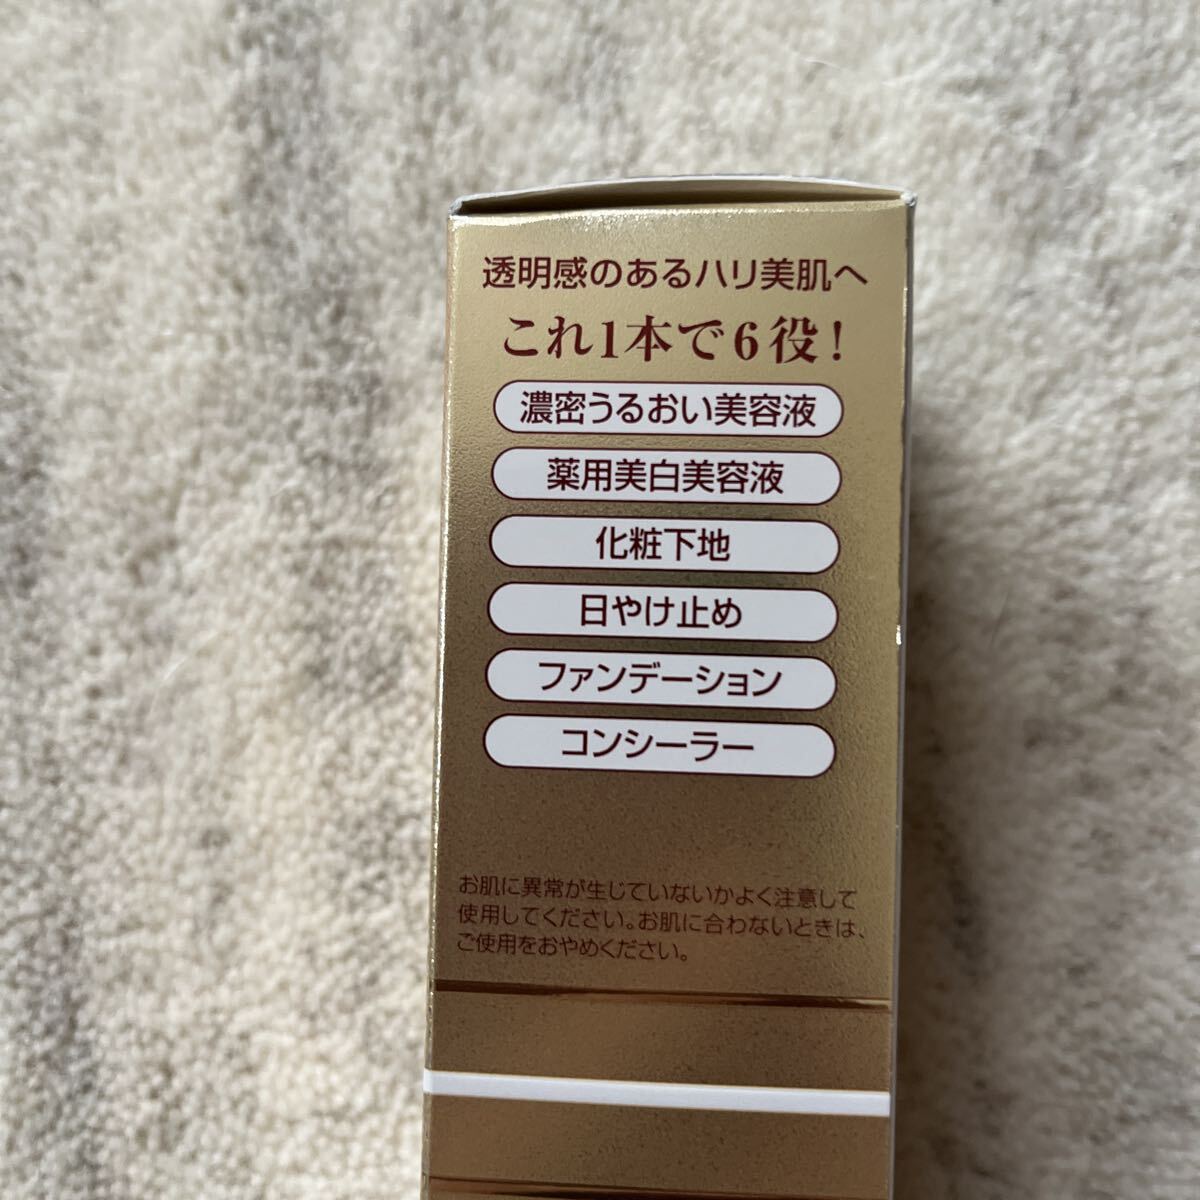 透明感のあるハリ美肌へ
これ1本で6役!
濃密うるおい美容液
薬用美白美容液
化粧下地
日やけ止め
ファンデーション
コンシーラー
お肌に異常が生じていないかよく注意して
使用してください。お肌に合わないときは、
ご使用をおやめください。